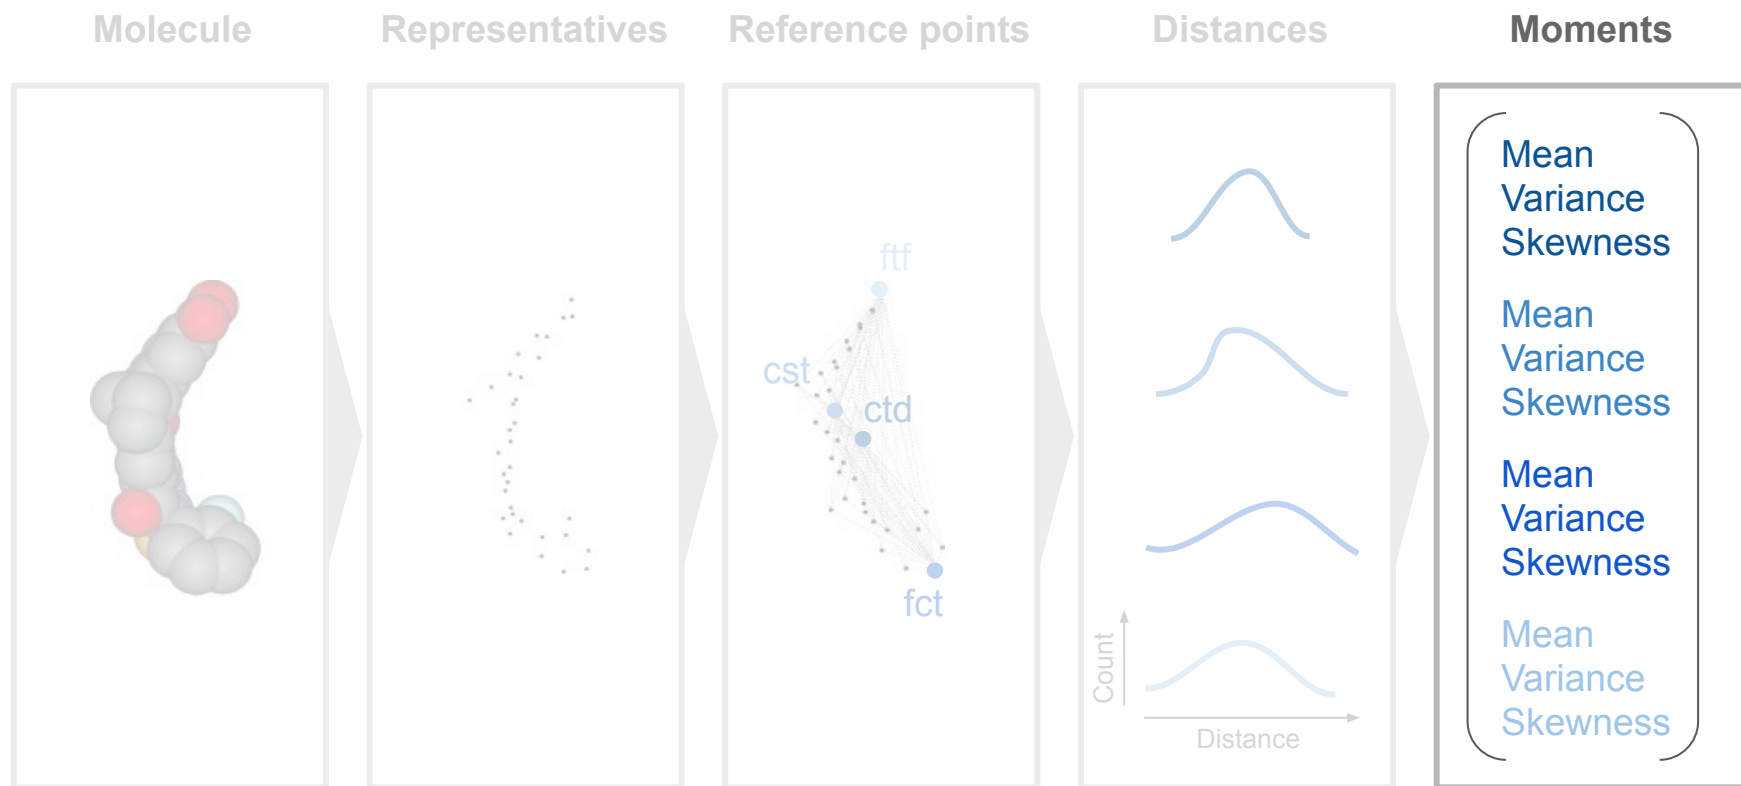 Molecule
Representatives
Reference points
Distances
Moments
ftf
cst
ctd
fct
Count
Distance
Mean
Variance
Skewness
Mean
Variance
Skewness
Mean
Variance
Skewness
Mean
Variance
Skewness